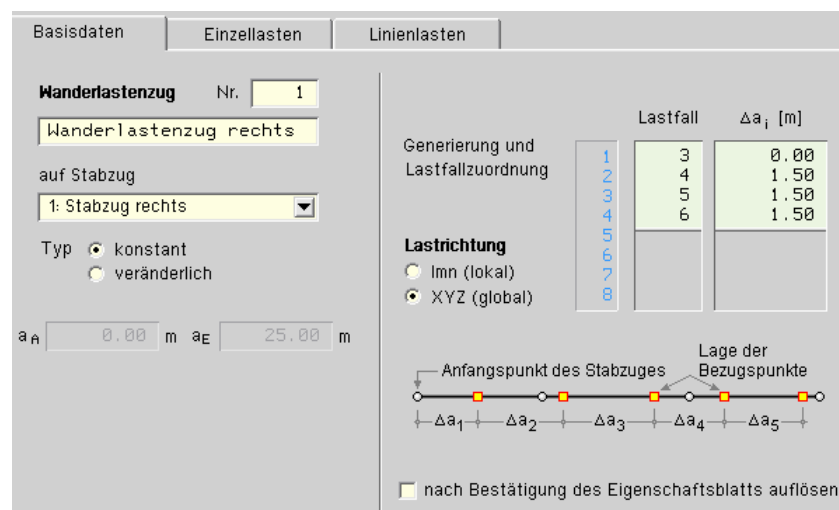 Basisdaten
Einzellasten
Linienlasten
Wanderlastenzug Nr. 1
Wanderlastenzug rechts
auf Stabzug
1: Stabzug rechts
Typ konstant
veränderlich
aA 0.00 m aE 25.00 m
Lastfall Δai [m]
Generierung und
Lastfallzuordnung
1 3 0.00
2 4 1.50
3 5 1.50
4 6 1.50
5
6
7
8
Lastrichtung
lmn (lokal)
XYZ (global)
Anfangspunkt des Stabzuges
Lage der
Bezugspunkte
Δa1 Δa2 Δa3 Δa4 Δa5
nach Bestätigung des Eigenschaftsblatts auflösen